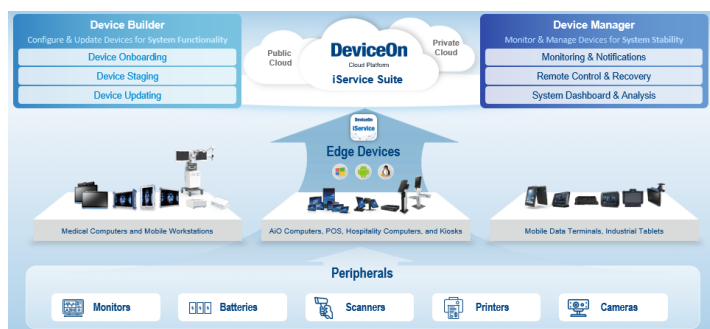 Device Builder
Configure & Update Devices for System Functionality
Device Onboarding
Device Staging
Device Updating
Public
Cloud
DeviceOn
Cloud Platform
iService Suite
Private
Cloud
Device Manager
Monitor & Manage Devices for System Stability
Monitoring & Notifications
Remote Control & Recovery
System Dashboard & Analysis
DeviceOn
iService
Edge Devices
Medical Computers and Mobile Workstations
AiO Computers, POS, Hospitality Computers, and Kiosks
Mobile Data Terminals, Industrial Tablets
Peripherals
Monitors
Batteries
Scanners
Printers
Cameras